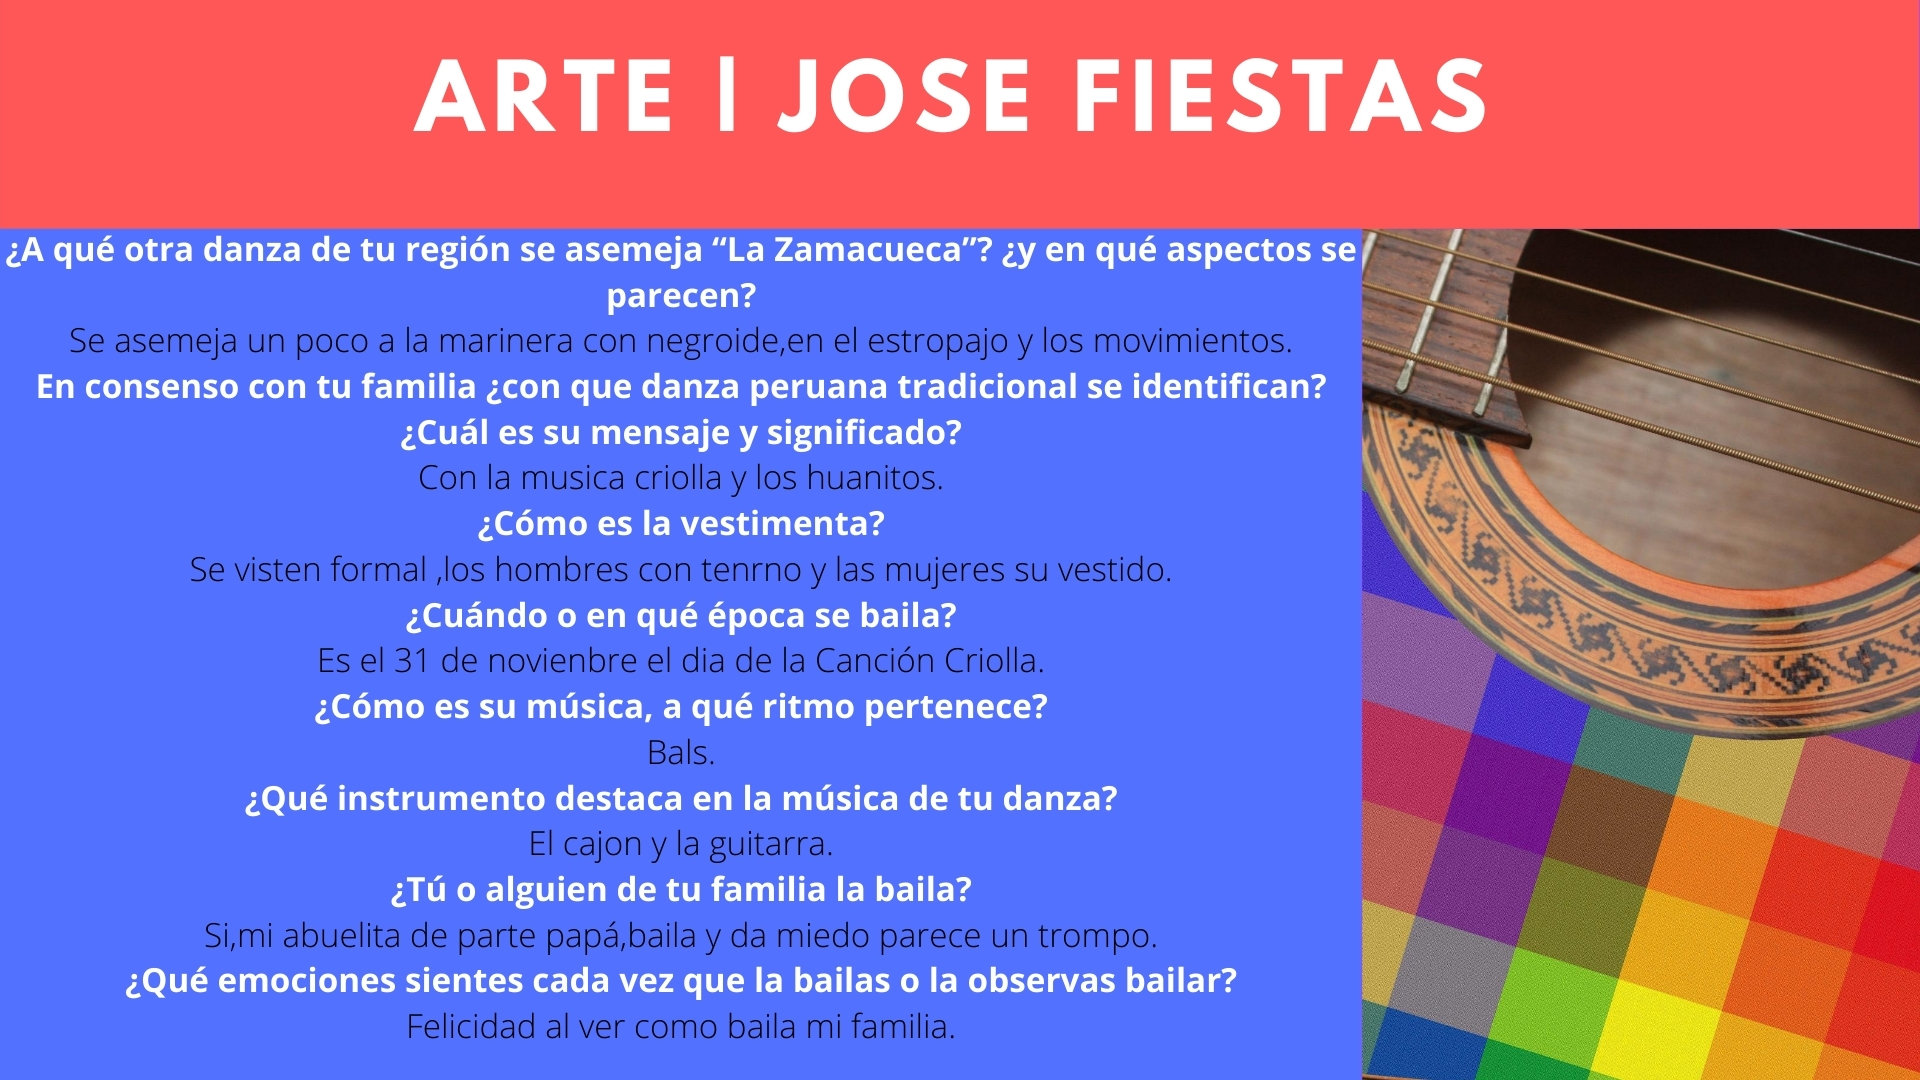 ARTE | JOSE FIESTAS
¿A qué otra danza de tu región se asemeja “La Zamacueca”? ¿y en qué aspectos se
parecen?
Se asemeja un poco a la marinera con negroide,en el estropajo y los movimientos.
En consenso con tu familia ¿con que danza peruana tradicional se identifican?
¿Cuál es su mensaje y significado?
Con la musica criolla y los huanitos.
¿Cómo es la vestimenta?
Se visten formal ,los hombres con tenrno y las mujeres su vestido.
¿Cuándo o en qué época se baila?
Es el 31 de novienbre el dia de la Canción Criolla.
¿Cómo es su música, a qué ritmo pertenece?
Bals.
¿Qué instrumento destaca en la música de tu danza?
El cajon y la guitarra.
¿Tú o alguien de tu familia la baila?
Si,mi abuelita de parte papá,baila y da miedo parece un trompo.
¿Qué emociones sientes cada vez que la bailas o la observas bailar?
Felicidad al ver como baila mi familia.